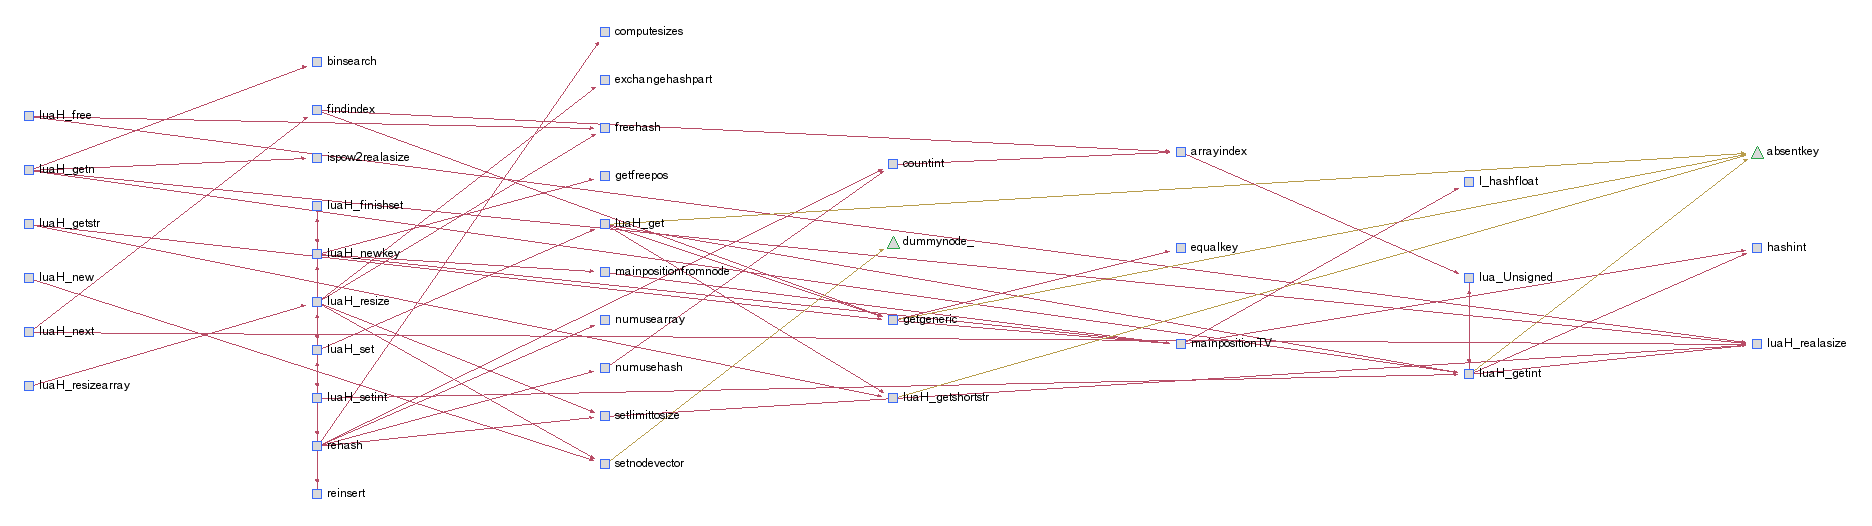 luaH_free
luaH_getn
luaH_getstr
luaH_new
luaH_next
luaH_resizearray
binsearch
findindex
ispow2realasize
luaH_finishset
luaH_newkey
luaH_resize
luaH_set
luaH_setint
rehash
reinsert
computesizes
exchangehashpart
freehash
getfreepos
luaH_get
mainpositionfromnode
numusearray
numusehash
setlimittosize
setnodevector
countint
dummynode_
getgeneric
luaH_getshortstr
arrayindex
equalkey
mainpositionTV
l_hashfloat
lua_Unsigned
luaH_getint
absentkey
hashint
luaH_realasize